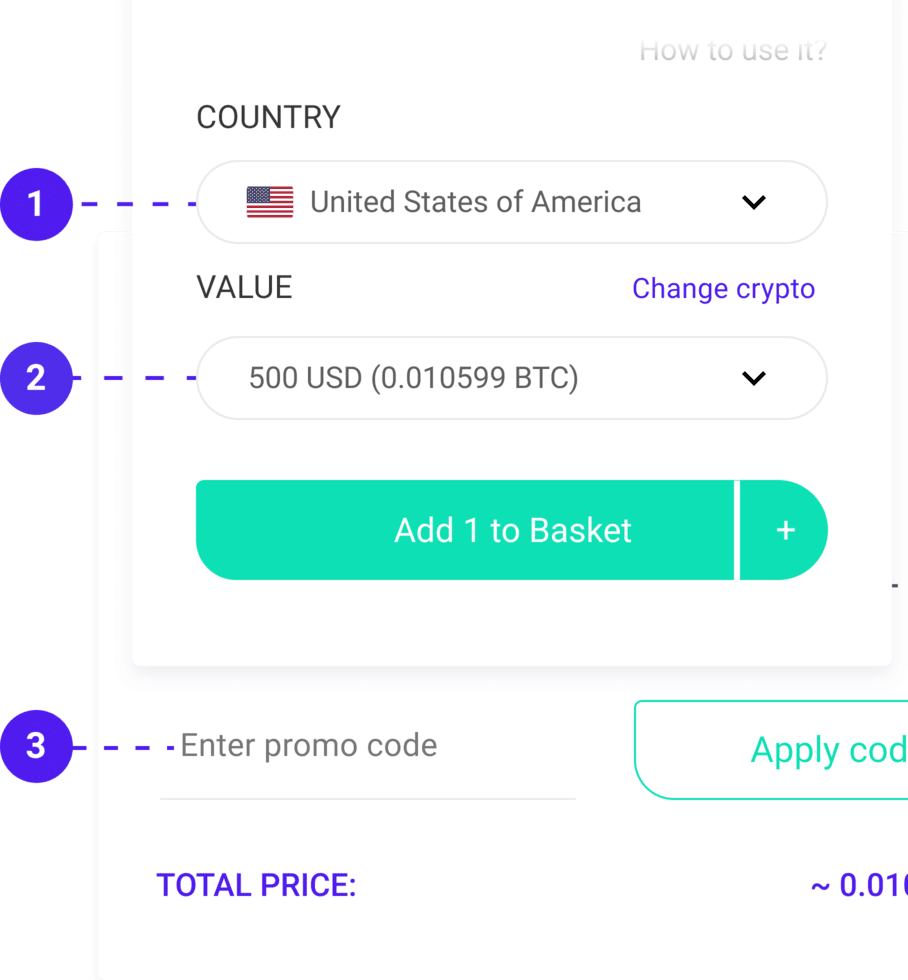 How to use it?
COUNTRY
1 United States of America
VALUE Change crypto
2 500 USD (0.010599 BTC)
Add 1 to Basket +
3 Enter promo code Apply cod
TOTAL PRICE: ~ 0.010